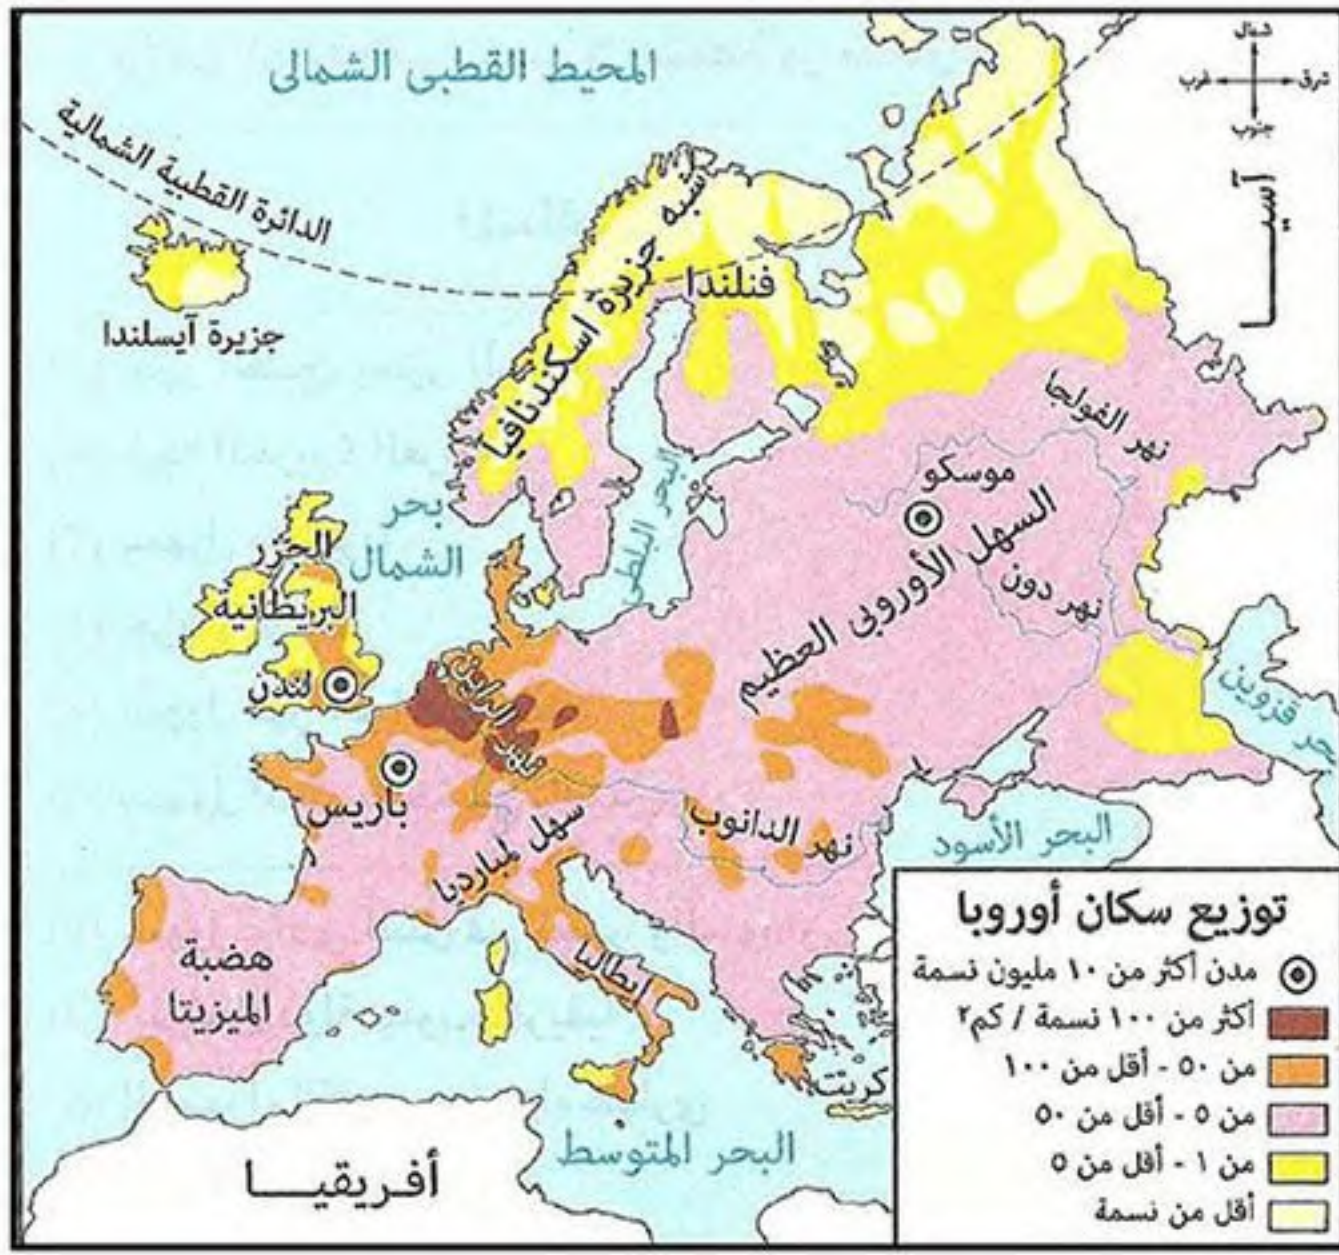 المحيط القطبى الشمالى
شمال
شرق
غرب
جنوب
آسيا
الدائرة القطبية الشمالية
شبه جزيرة اسكندنافيا
فنلندا
جزيرة آيسلندا
نهر الفولجا
موسكو
السهل الأوروبى العظيم
نهر دون
البحر البلطى
بحر
الشمال
الجزر
البريطانية
لندن
نهر الراين
قزوين
باريس
سهل لمبارديا
نهر الدانوب
البحر الأسود
هضبة
الميزيتا
إيطاليا
كريت
البحر المتوسط
أفريقيا
توزيع سكان أوروبا
مدن أكثر من ١٠ مليون نسمة
أكثر من ١٠٠ نسمة / كم٢
من ٥٠ - أقل من ١٠٠
من ٥ - أقل من ٥٠
من ١ - أقل من ٥
أقل من نسمة